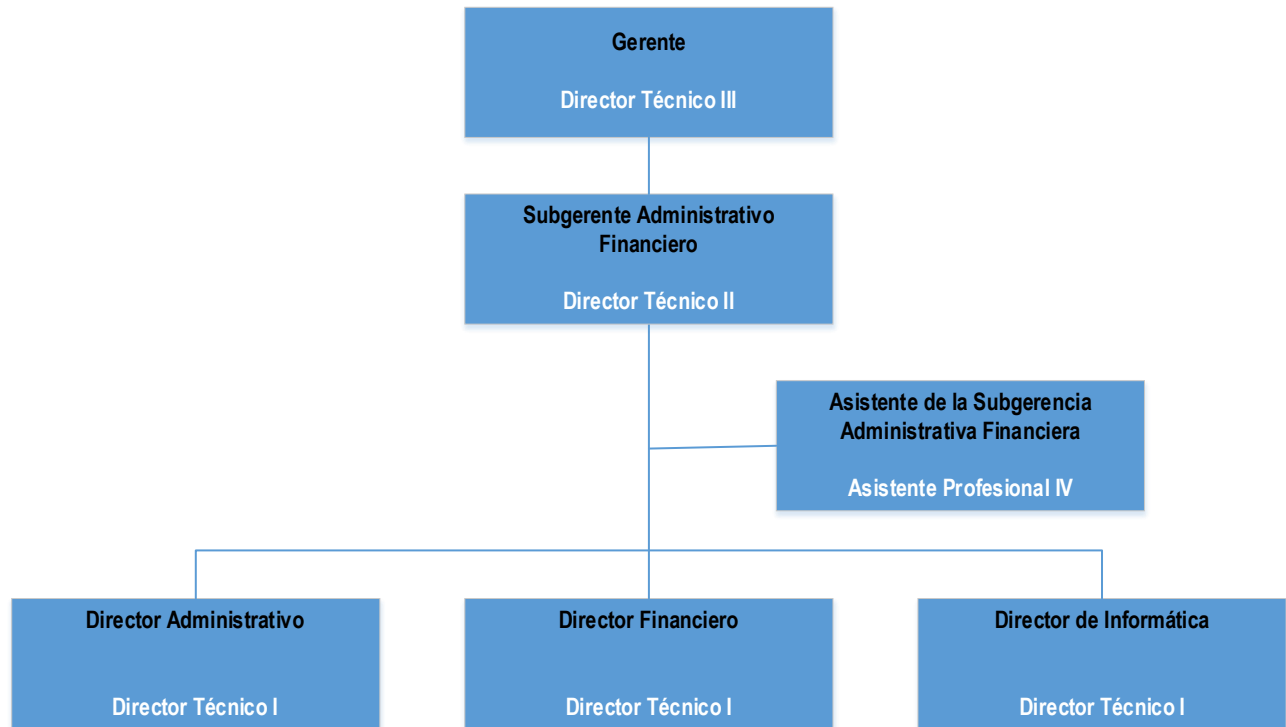 Gerente
Director Técnico III
Subgerente Administrativo
Financiero
Director Técnico II
Asistente de la Subgerencia
Administrativa Financiera
Asistente Profesional IV
Director Administrativo
Director Técnico I
Director Financiero
Director Técnico I
Director de Informática
Director Técnico I